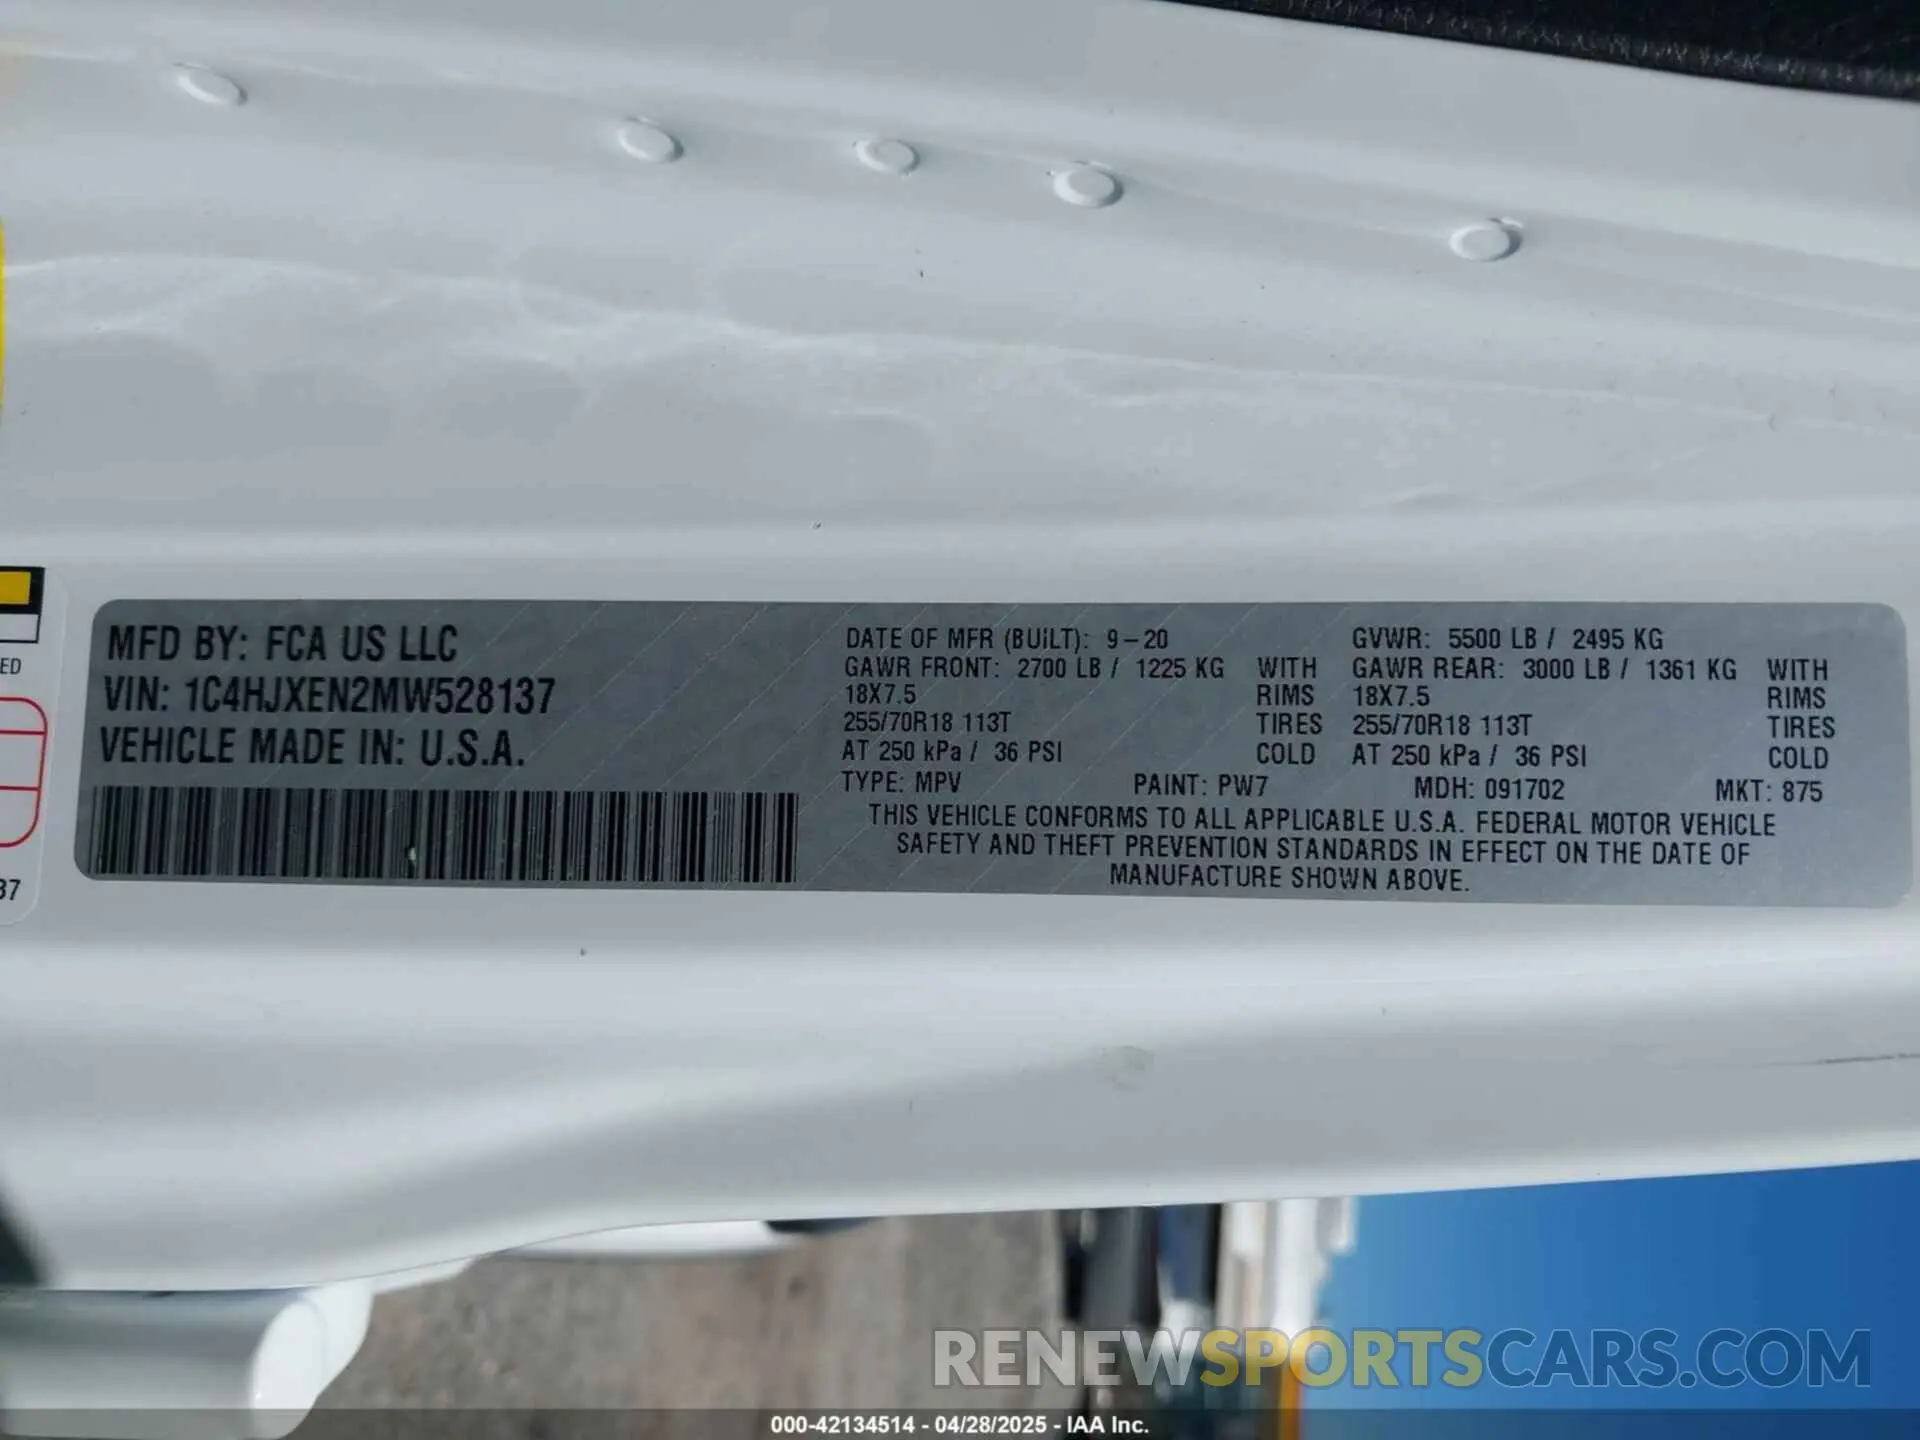 ED
37
MFD BY: FCA US LLC
VIN: 1C4HJXEN2MW528137
VEHICLE MADE IN: U.S.A.
DATE OF MFR (BUILT): 9-20 GVWR: 5500 LB / 2495 KG
GAWR FRONT: 2700 LB / 1225 KG WITH GAWR REAR: 3000 LB / 1361 KG WITH
18X7.5 RIMS 18X7.5 RIMS
255/70R18 113T TIRES 255/70R18 113T TIRES
AT 250 kPa / 36 PSI COLD AT 250 kPa / 36 PSI COLD
TYPE: MPV PAINT: PW7 MDH: 091702 MKT: 875
THIS VEHICLE CONFORMS TO ALL APPLICABLE U.S.A. FEDERAL MOTOR VEHICLE
SAFETY AND THEFT PREVENTION STANDARDS IN EFFECT ON THE DATE OF
MANUFACTURE SHOWN ABOVE.
RENEWSPORTSCARS.COM
000-42134514 - 04/28/2025 - IAA Inc.